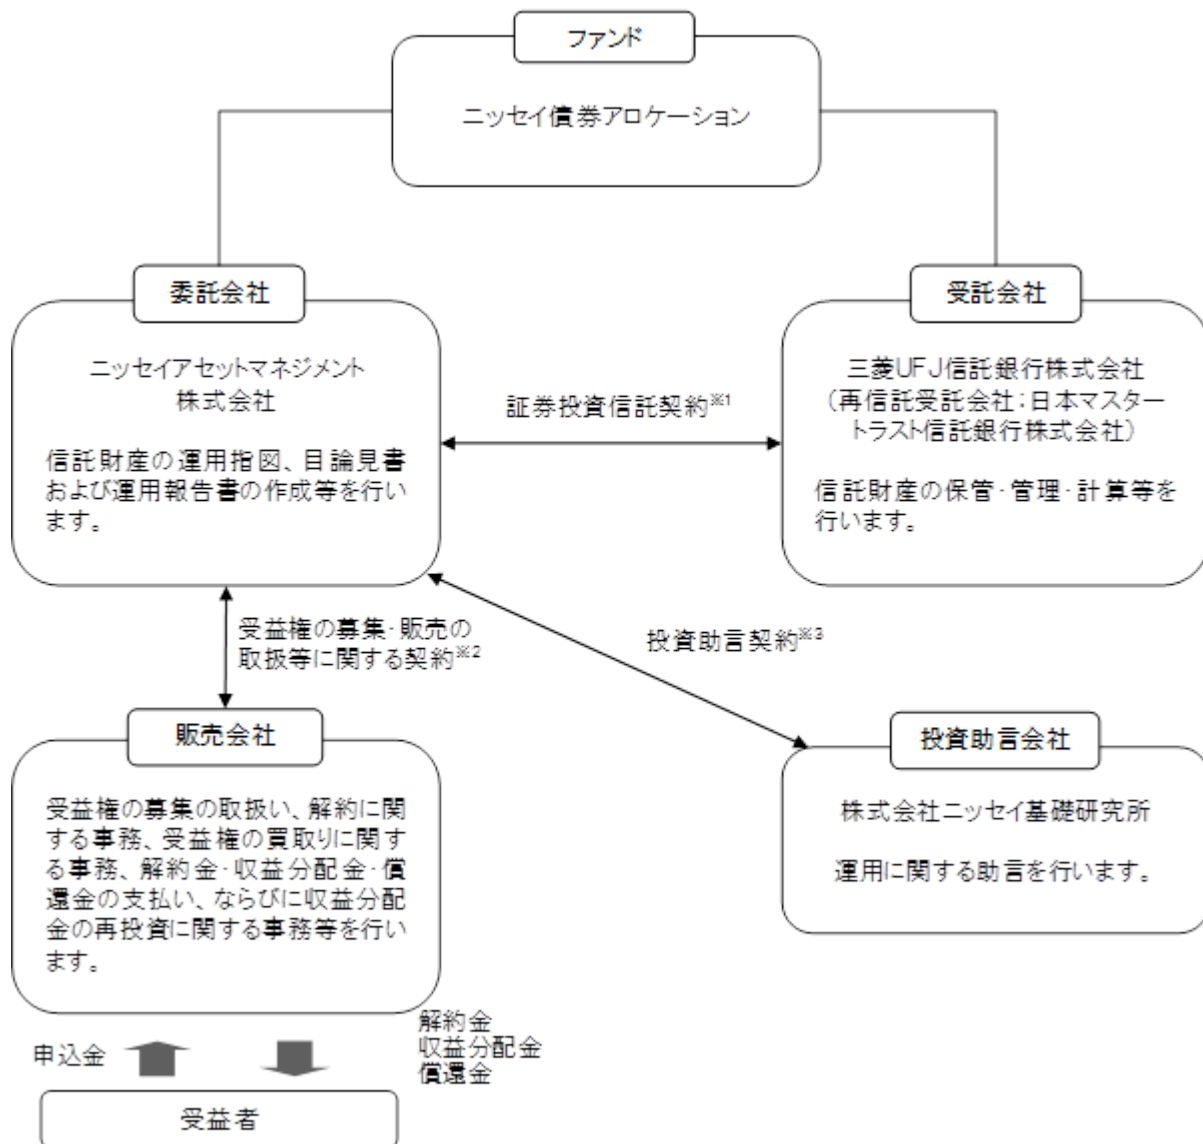 ファンド
ニッセイ債券アロケーション
委託会社
ニッセイアセットマネジメント
株式会社
信託財産の運用指図、目論見書
および運用報告書の作成等を行い
ます。
証券投資信託契約※1
受託会社
三菱UFJ信託銀行株式会社
（再信託受託会社：日本マスター
トラスト信託銀行株式会社）
信託財産の保管・管理・計算等を
行います。
受益権の募集・販売の
取扱等に関する契約※2
投資助言契約※3
販売会社
受益権の募集の取扱い、解約に関
する事務、受益権の買取りに関す
る事務、解約金・収益分配金・償
還金の支払い、ならびに収益分配
金の再投資に関する事務等を行い
ます。
投資助言会社
株式会社ニッセイ基礎研究所
運用に関する助言を行います。
申込金
解約金
収益分配金
償還金
受益者